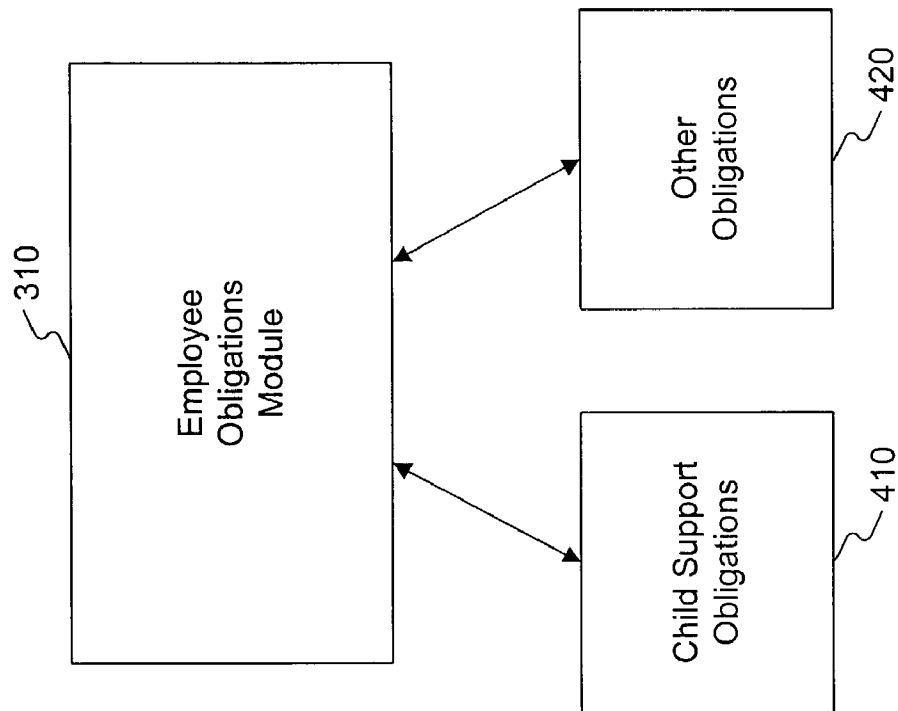 310
Employee
Obligations
Module
Child Support
Obligations
410
Other
Obligations
420